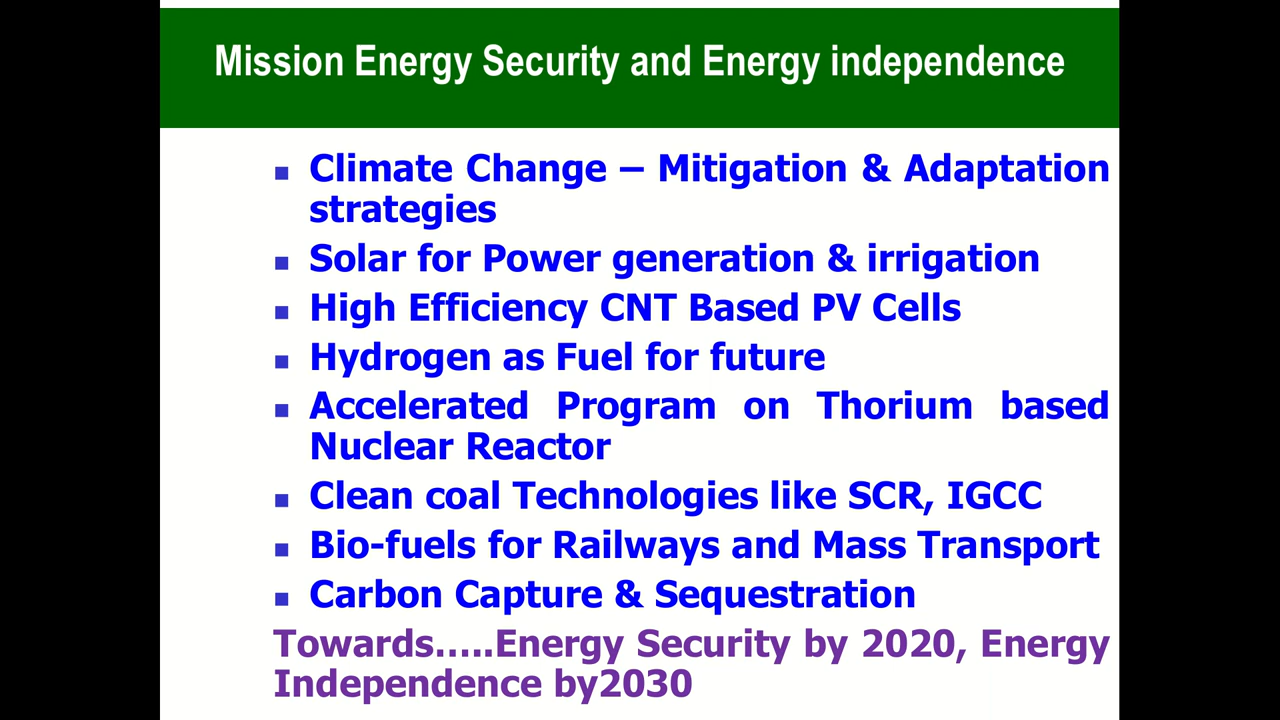 Mission Energy Security and Energy independence
Climate Change – Mitigation & Adaptation
strategies
Solar for Power generation & irrigation
High Efficiency CNT Based PV Cells
Hydrogen as Fuel for future
Accelerated Program on Thorium based
Nuclear Reactor
Clean coal Technologies like SCR, IGCC
Bio-fuels for Railways and Mass Transport
Carbon Capture & Sequestration
Towards…..Energy Security by 2020, Energy
Independence by2030